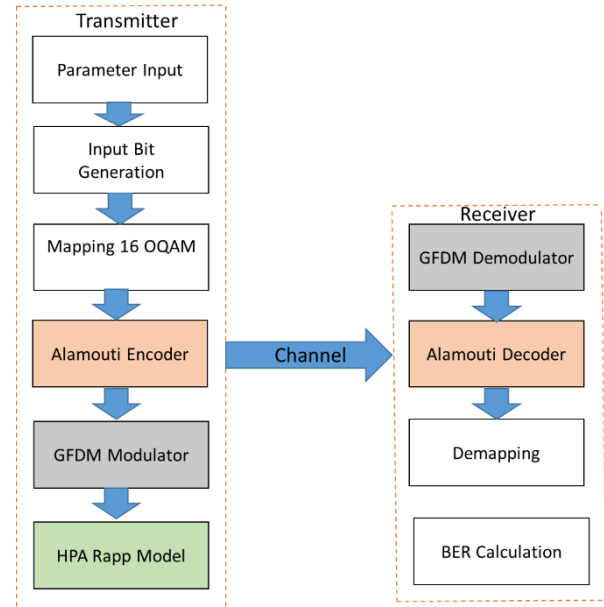 Transmitter
Parameter Input
Input Bit
Generation
Mapping 16 OQAM
Alamouti Encoder
GFDM Modulator
HPA Rapp Model
Channel
Receiver
GFDM Demodulator
Alamouti Decoder
Demapping
BER Calculation